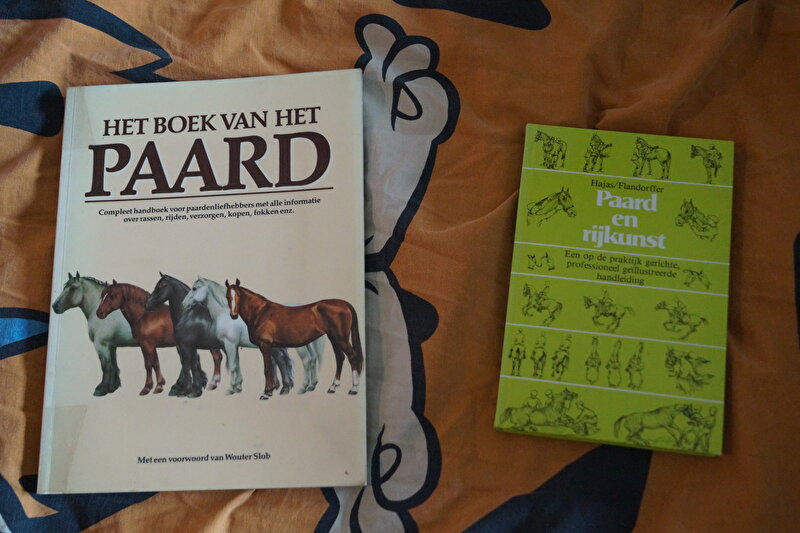 HET BOEK VAN HET
PAARD
Compleet handboek voor paardenliefhebbers met alle informatie
over rassen, rijden, verzorgen, kopen, fokken enz.
Met een voorwoord van Wouter Slob
Hajas/Flandorffer
Paard
en
rijkunst
Een op de praktijk gerichte,
professioneel geïllustreerde
handleiding